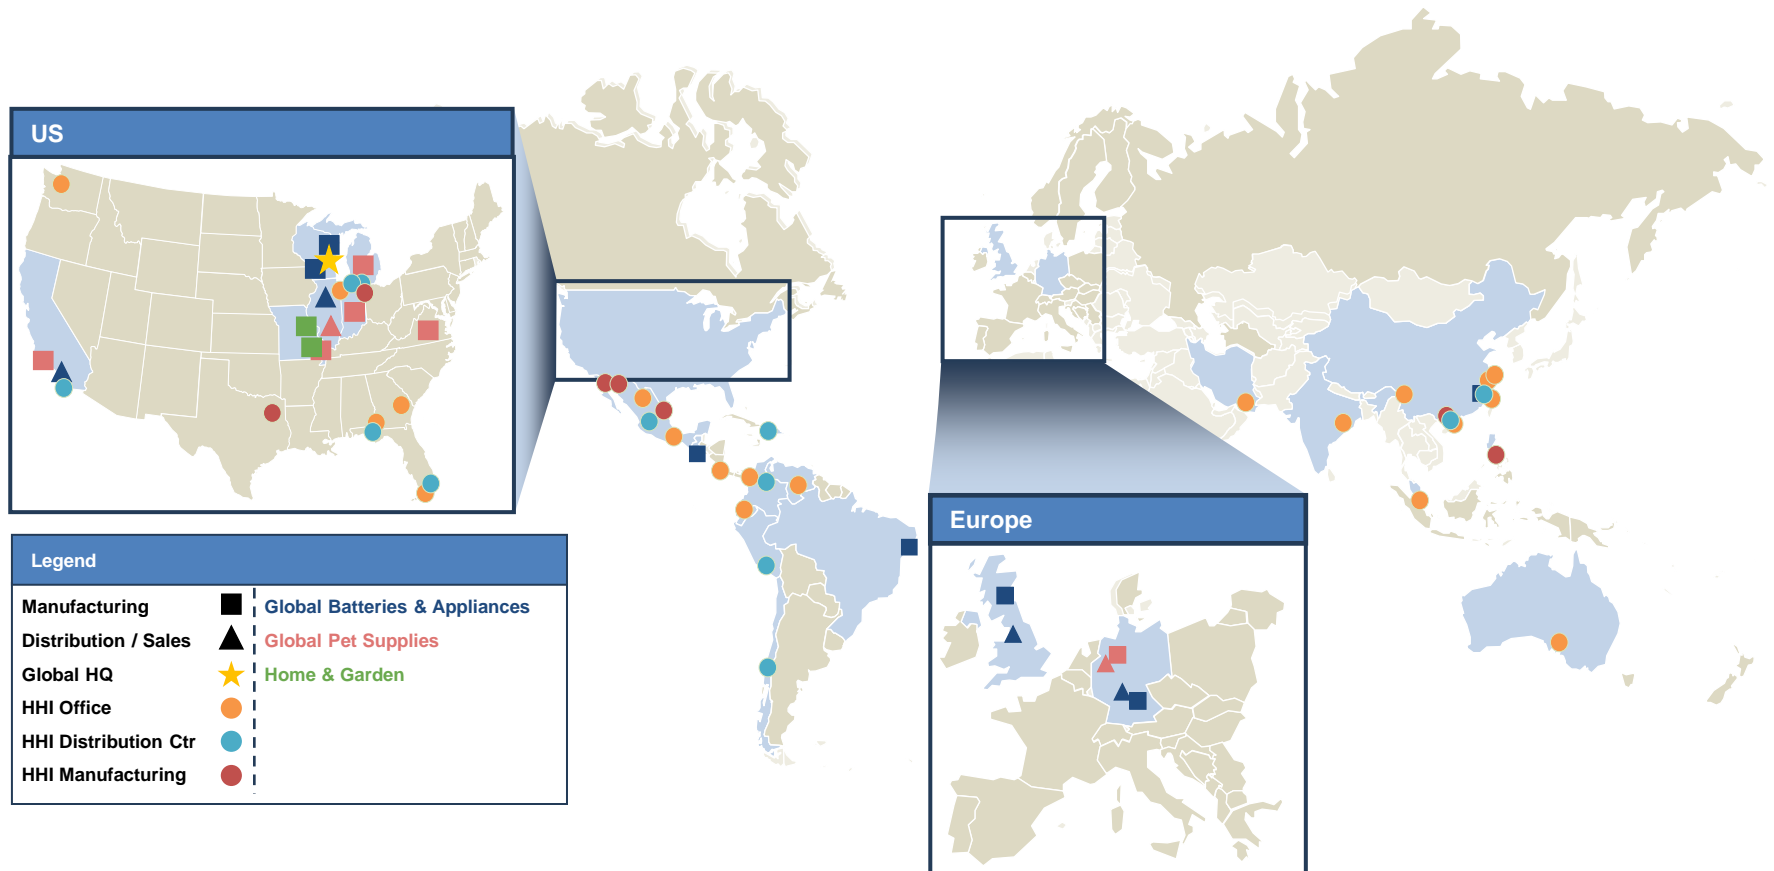 US
Legend
Manufacturing
Global Batteries & Appliances
Distribution / Sales
Global Pet Supplies
Global HQ
Home & Garden
HHI Office
HHI Distribution Ctr
HHI Manufacturing
Europe